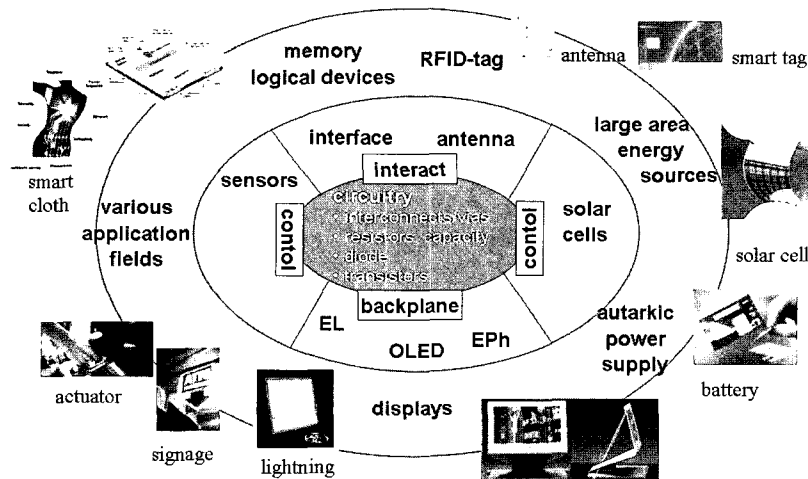 memory
logical devices
RFID-tag
antenna
smart tag
interface
antenna
large area
energy
sources
smart
cloth
sensors
interact
various
application
fields
contol
circuitry
interconnects/vias
resistors, capacity
diode
transistors
contol
solar
cells
solar cell
backplane
EL
OLED
EPh
autarkic
power
supply
battery
actuator
signage
lightning
displays